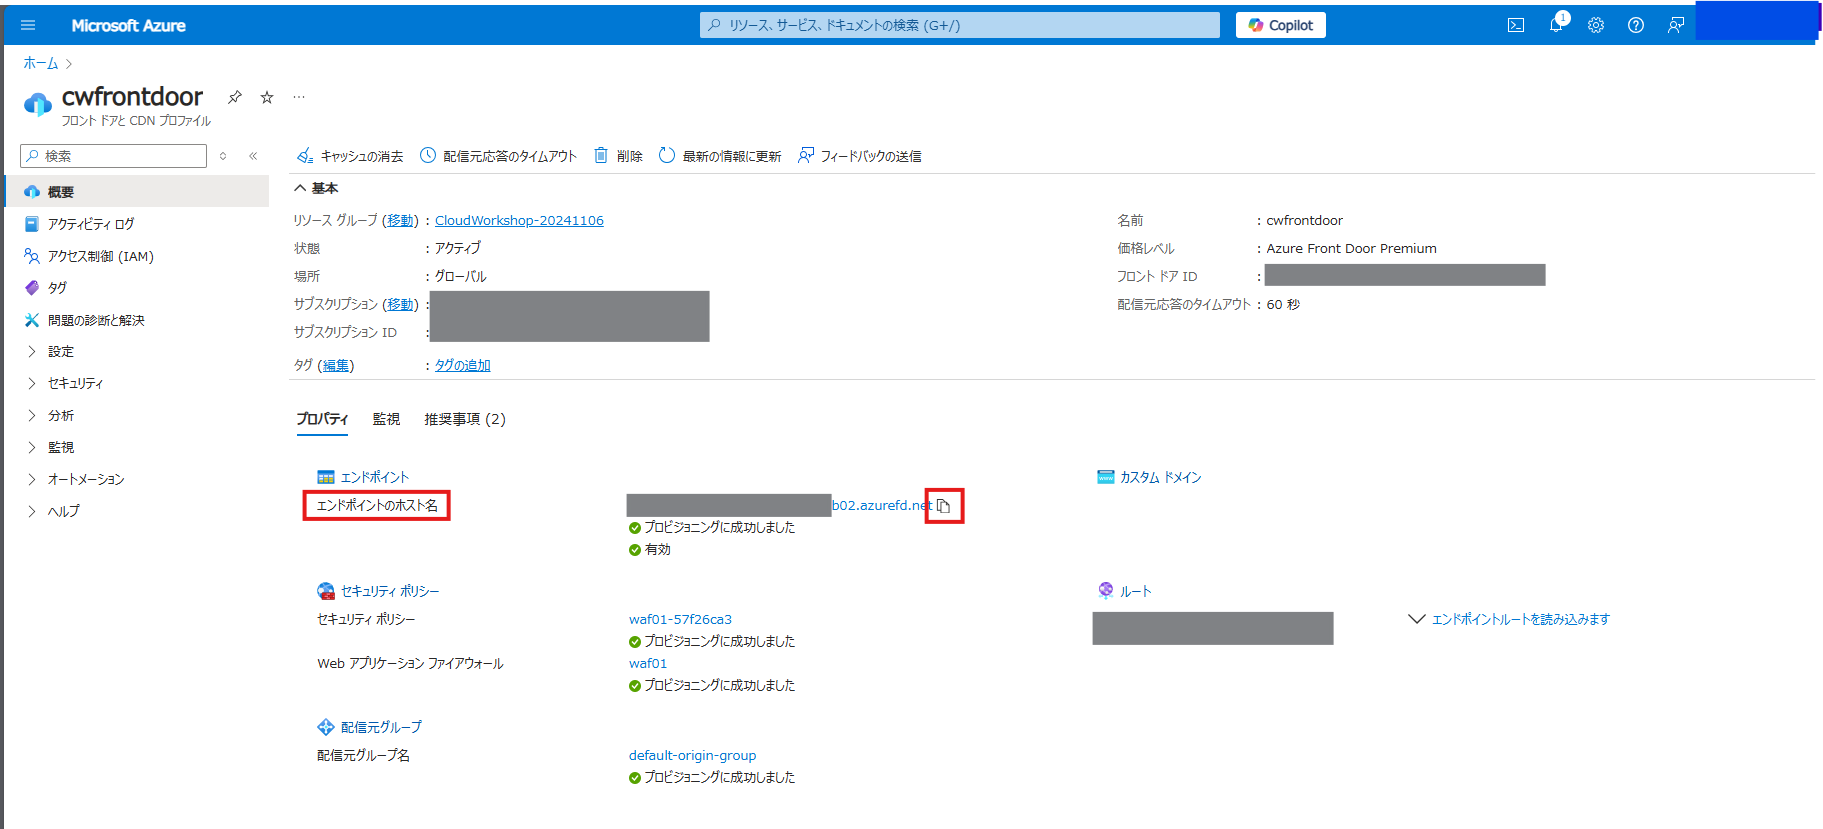 Microsoft Azure
リソース、サービス、ドキュメントの検索 (G+/)
Copilot
1
ホーム
cwfrontdoor
フロント ドアと CDN プロファイル
検索
概要
アクティビティ ログ
アクセス制御 (IAM)
タグ
問題の診断と解決
設定
セキュリティ
分析
監視
オートメーション
ヘルプ
キャッシュの消去
配信元応答のタイムアウト
削除
最新の情報に更新
フィードバックの送信
基本
リソース グループ (移動) : CloudWorkshop-20241106
状態 : アクティブ
場所 : グローバル
サブスクリプション (移動) :
サブスクリプション ID :
タグ (編集) : タグの追加
名前 : cwfrontdoor
価格レベル : Azure Front Door Premium
フロント ドア ID :
配信元応答のタイムアウト : 60 秒
プロパティ
監視
推奨事項 (2)
エンドポイント
エンドポイントのホスト名
b02.azurefd.net
プロビジョニングに成功しました
有効
カスタム ドメイン
セキュリティ ポリシー
セキュリティ ポリシー
waf01-57f26ca3
プロビジョニングに成功しました
Web アプリケーション ファイアウォール
waf01
プロビジョニングに成功しました
ルート
エンドポイントルートを読み込みます
配信元グループ
配信元グループ名
default-origin-group
プロビジョニングに成功しました